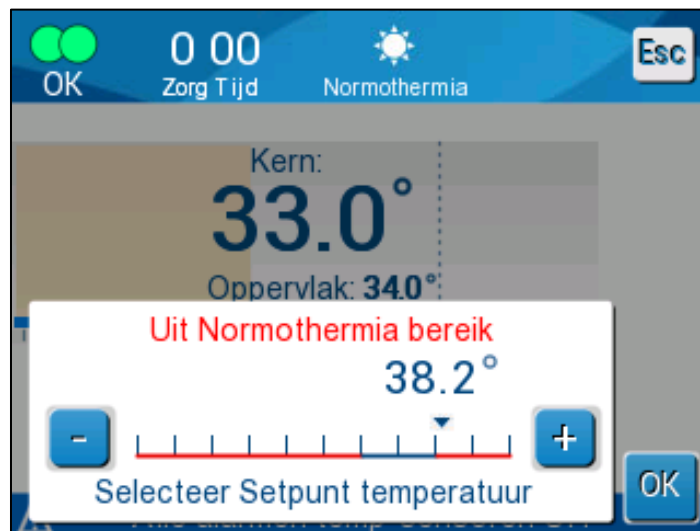 OK
0 00
Zorg Tijd
Normothermia
Esc
Kern:
33.0°
Oppervlak: 34.0°
Uit Normothermia bereik
38.2°
-
+
Selecteer Setpunt temperatuur
OK